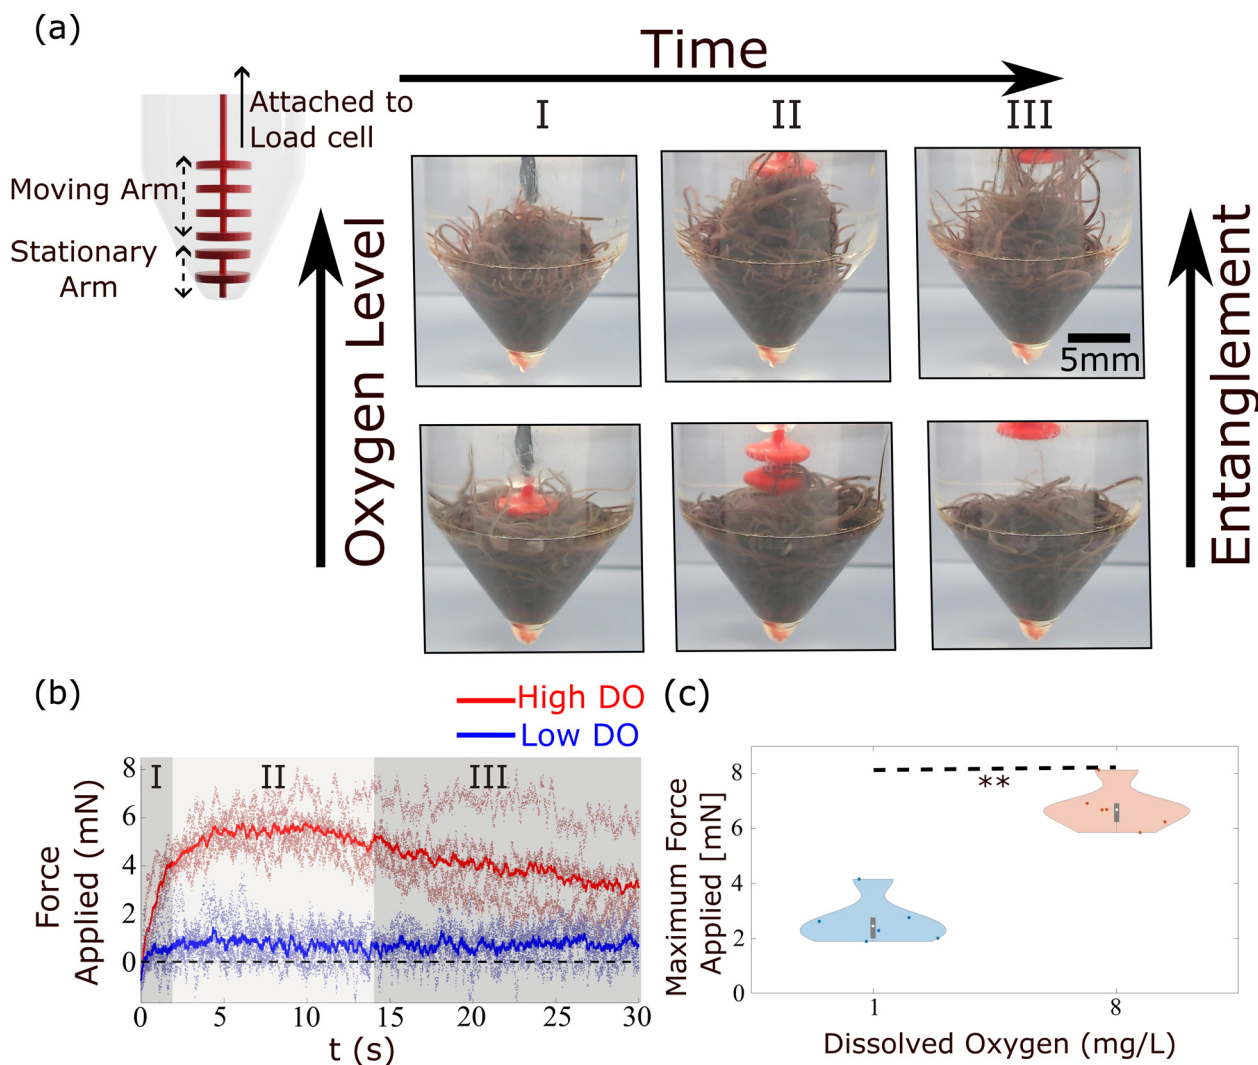 (a)
Time
Attached to
Load cell
I
II
III
Moving Arm
Stationary
Arm
Oxygen Level
Entanglement
5mm
(b)
High DO
Low DO
Force
Applied (mN)
I
II
III
8
6
4
2
0
0
5
10
15
20
25
30
t (s)
(c)
Maximum Force
Applied [mN]
8
6
4
2
0
**
1
8
Dissolved Oxygen (mg/L)